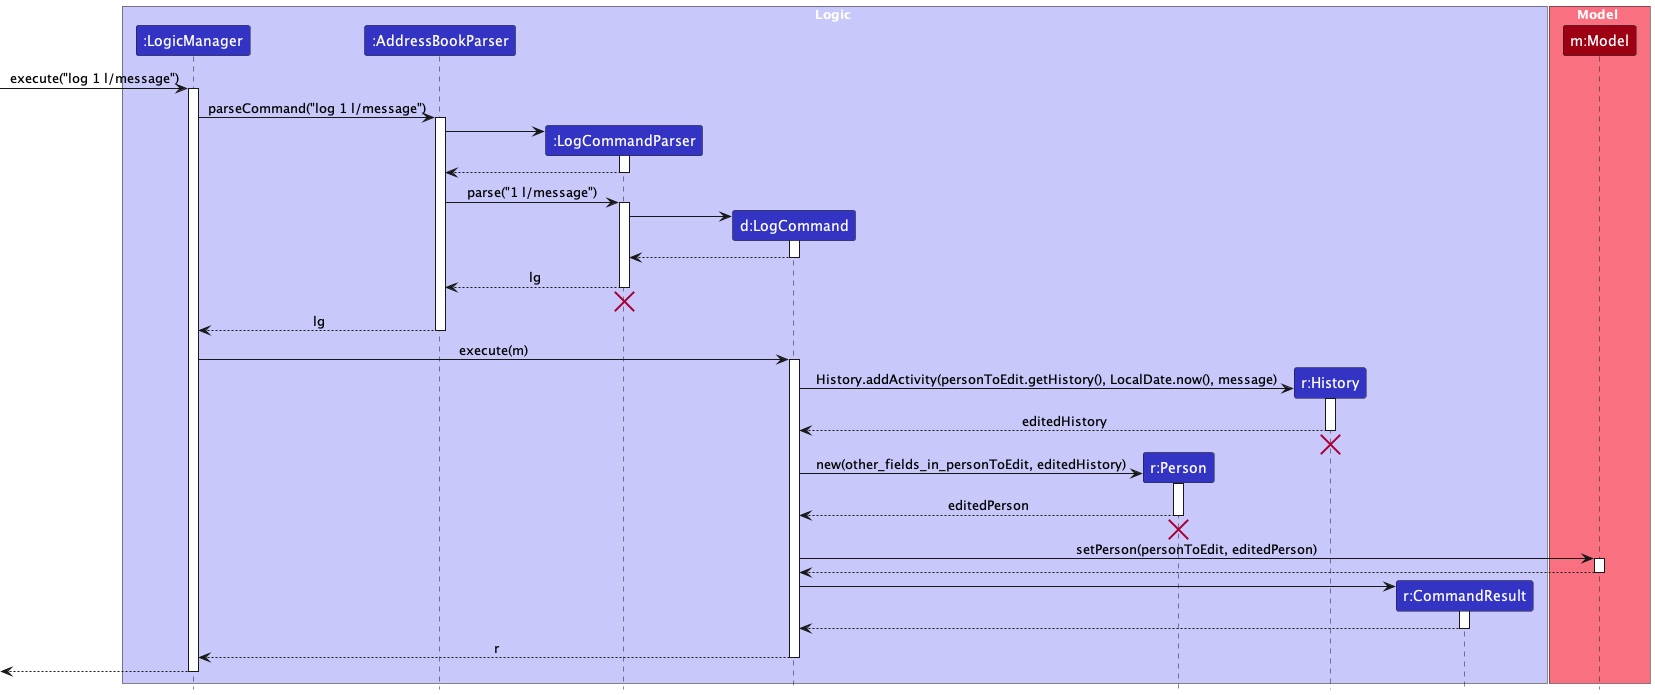 Logic
Model
:LogicManager
:AddressBookParser
m:Model
execute("log 1 l/message")
parseCommand("log 1 l/message")
:LogCommandParser
parse("1 l/message")
d:LogCommand
lg
lg
execute(m)
History.addActivity(personToEdit.getHistory(), LocalDate.now(), message)
r:History
editedHistory
new(other_fields_in_personToEdit, editedHistory)
r:Person
editedPerson
setPerson(personToEdit, editedPerson)
r:CommandResult
r